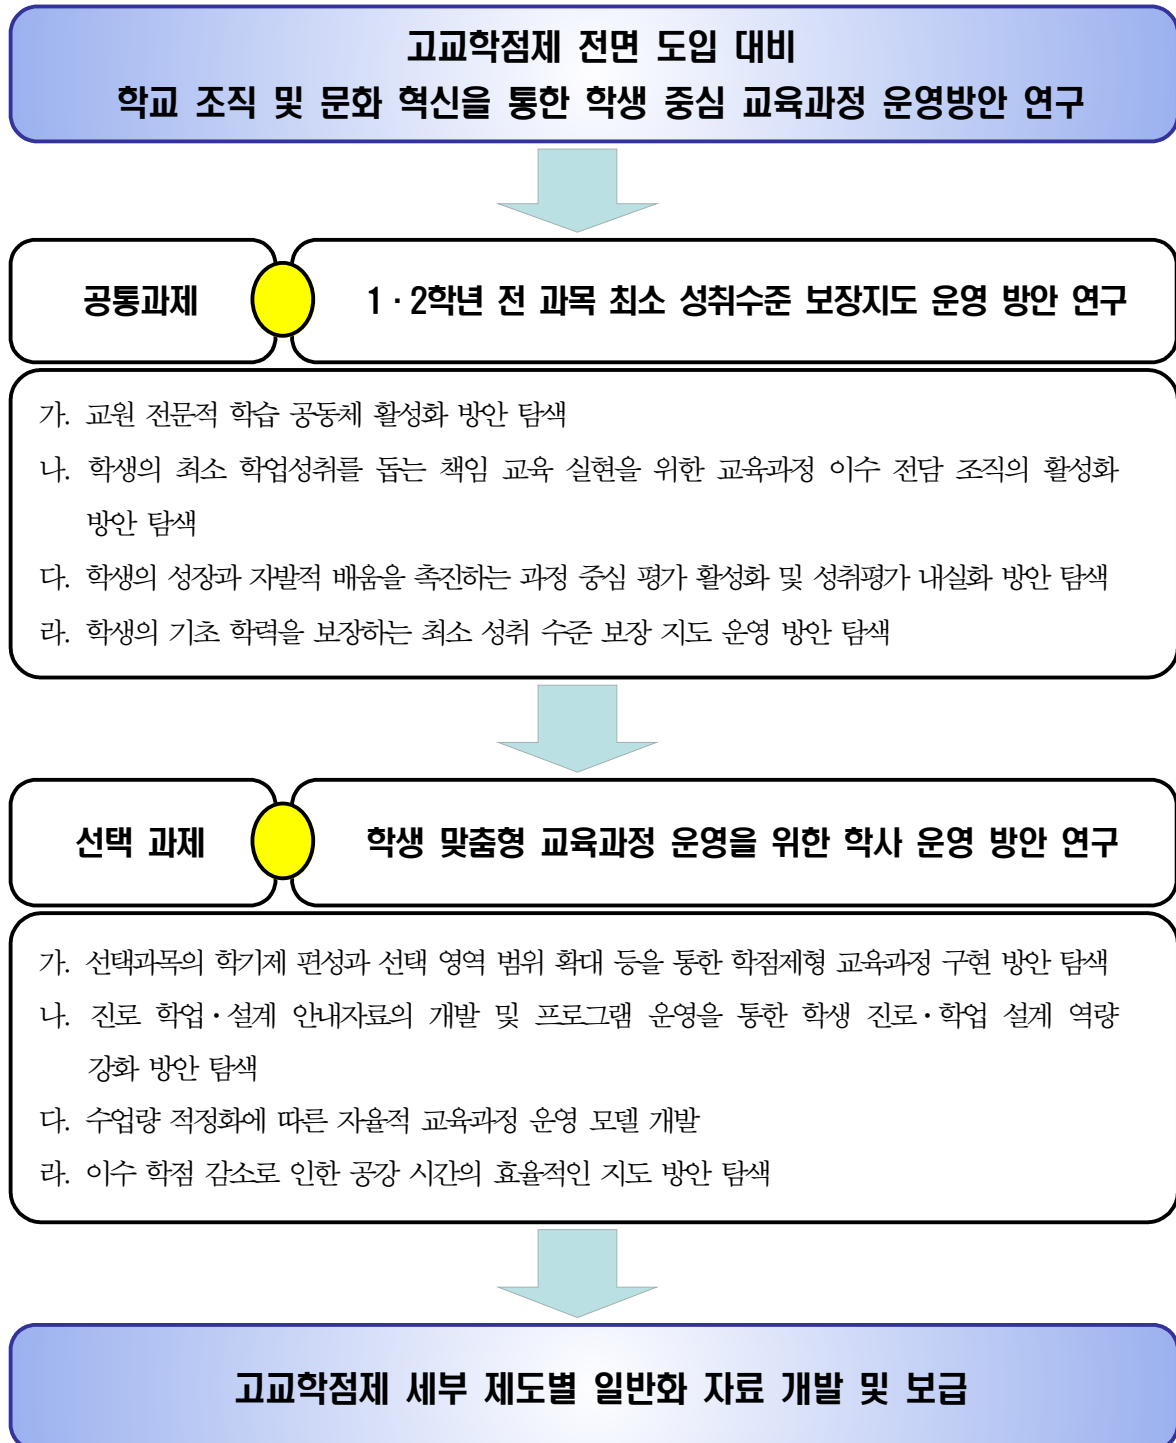 고교학점제 전면 도입 대비
학교 조직 및 문화 혁신을 통한 학생 중심 교육과정 운영방안 연구
공통과제
1·2학년 전 과목 최소 성취수준 보장지도 운영 방안 연구
가. 교원 전문적 학습 공동체 활성화 방안 탐색
나. 학생의 최소 학업성취를 돕는 책임 교육 실현을 위한 교육과정 이수 전담 조직의 활성화
방안 탐색
다. 학생의 성장과 자발적 배움을 촉진하는 과정 중심 평가 활성화 및 성취평가 내실화 방안 탐색
라. 학생의 기초 학력을 보장하는 최소 성취 수준 보장 지도 운영 방안 탐색
선택 과제
학생 맞춤형 교육과정 운영을 위한 학사 운영 방안 연구
가. 선택과목의 학기제 편성과 선택 영역 범위 확대 등을 통한 학점제형 교육과정 구현 방안 탐색
나. 진로 학업·설계 안내자료의 개발 및 프로그램 운영을 통한 학생 진로·학업 설계 역량
강화 방안 탐색
다. 수업량 적정화에 따른 자율적 교육과정 운영 모델 개발
라. 이수 학점 감소로 인한 공강 시간의 효율적인 지도 방안 탐색
고교학점제 세부 제도별 일반화 자료 개발 및 보급